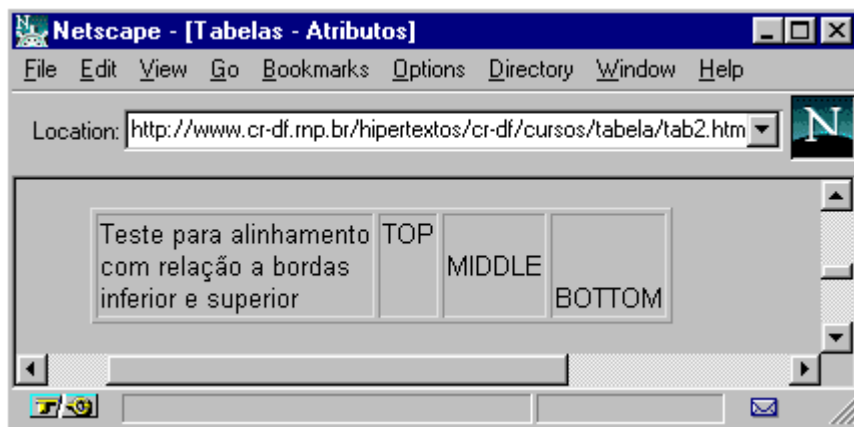 Netscape - [Tabelas - Atributos]
File Edit View Go Bookmarks Options Directory Window Help
Location: http://www.cr-df.rnp.br/hipertextos/cr-df/cursos/tabela/tab2.htm
N
Teste para alinhamento
com relação a bordas
inferior e superior
TOP
MIDDLE
BOTTOM